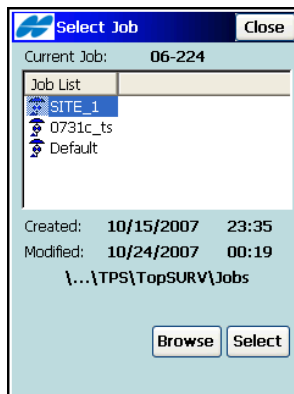 Select Job Close
Current Job: 06-224
Job List
SITE_1
0731c_ts
Default
Created: 10/15/2007 23:35
Modified: 10/24/2007 00:19
\...\TPS\TopSURV\Jobs
Browse Select